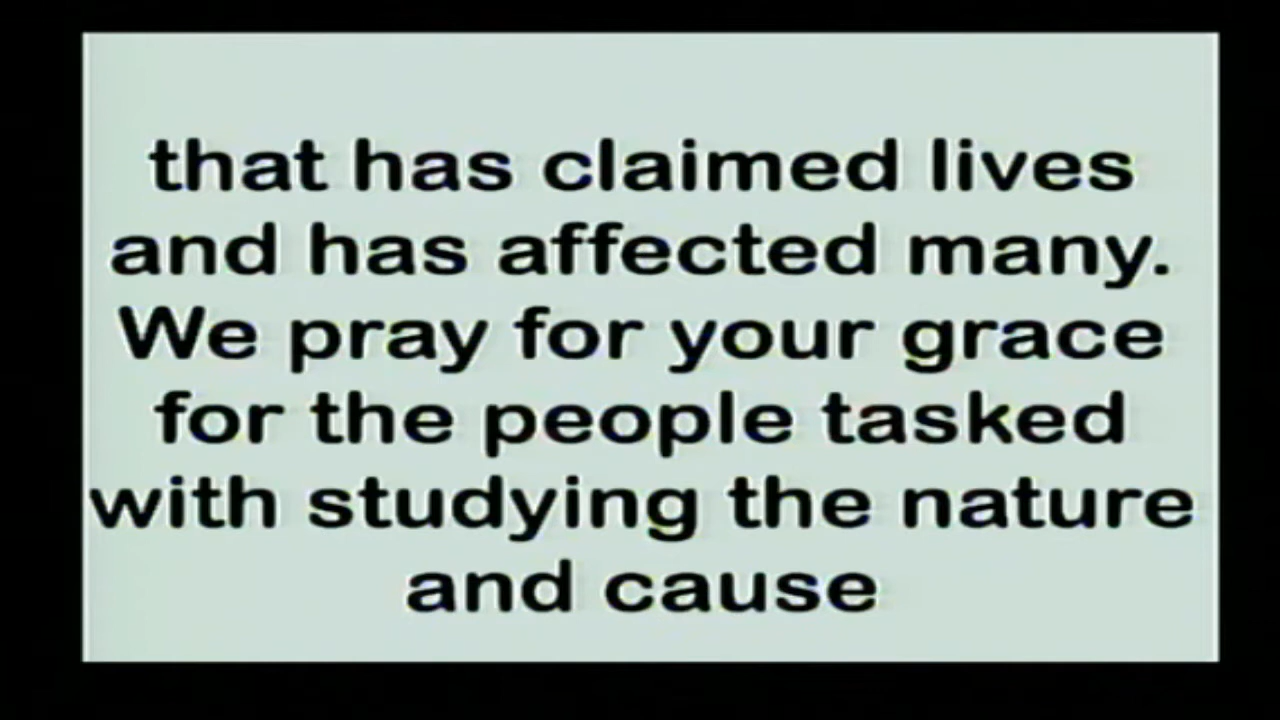 that has claimed lives
and has affected many.
We pray for your grace
for the people tasked
with studying the nature
and cause